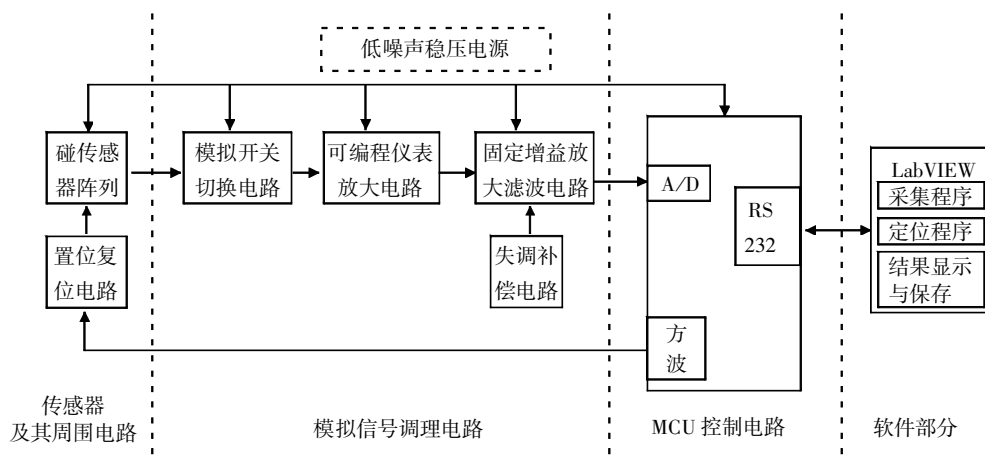 低噪声稳压电源
碰传感
器阵列
模拟开关
切换电路
可编程仪表
放大电路
固定增益放
大滤波电路
A/D
RS
232
LabVIEW
采集程序
定位程序
结果显示
与保存
置位复
位电路
失调补
偿电路
方
波
传感器
及其周围电路
模拟信号调理电路
MCU 控制电路
软件部分